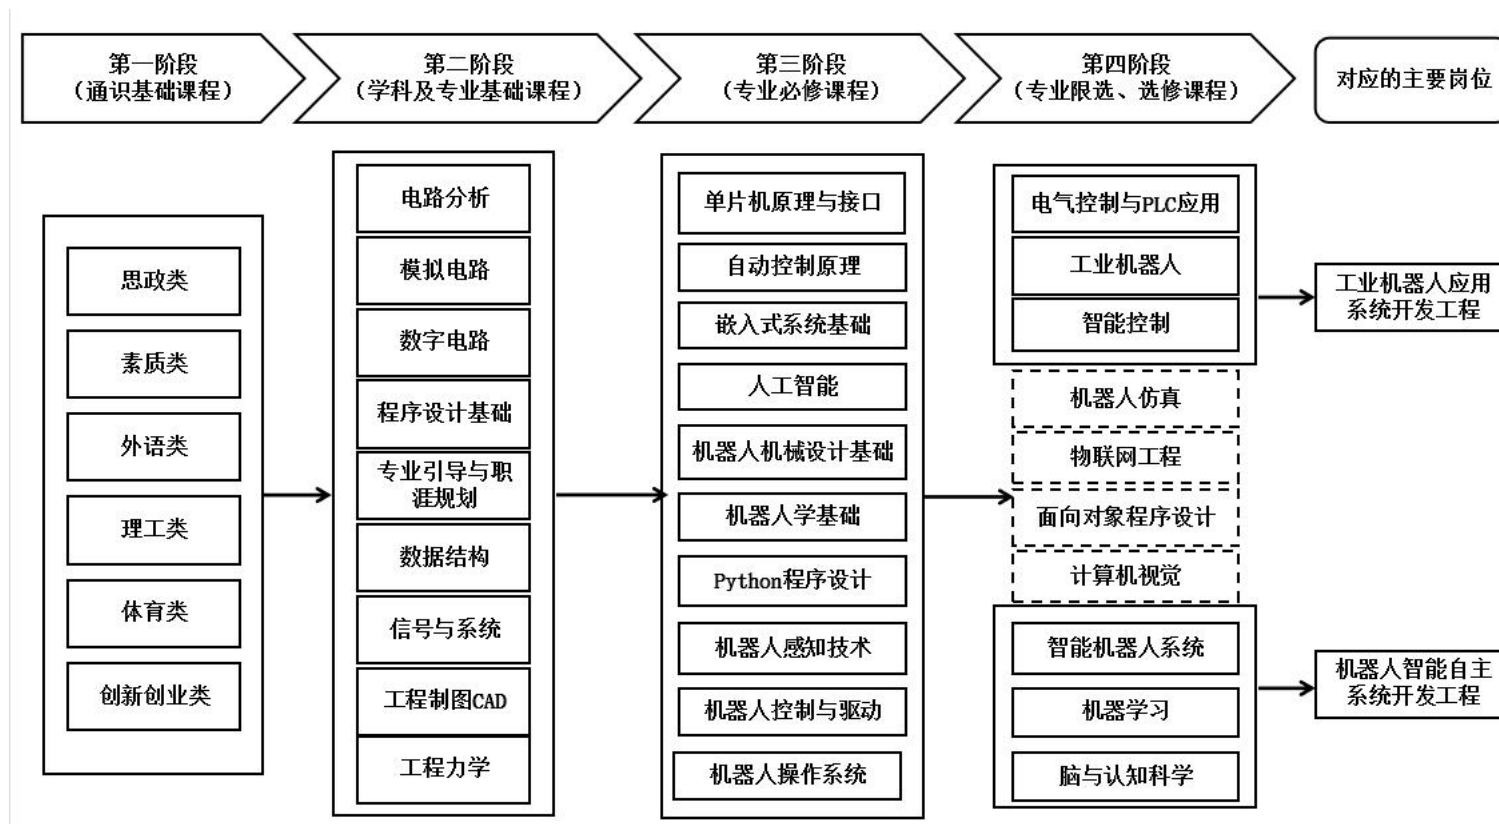 第一阶段
（通识基础课程）
第二阶段
（学科及专业基础课程）
第三阶段
（专业必修课程）
第四阶段
（专业限选、选修课程）
对应的主要岗位
思政类
素质类
外语类
理工类
体育类
创新创业类
电路分析
模拟电路
数字电路
程序设计基础
专业引导与职
涯规划
数据结构
信号与系统
工程制图CAD
工程力学
单片机原理与接口
自动控制原理
嵌入式系统基础
人工智能
机器人机械设计基础
机器人学基础
Python程序设计
机器人感知技术
机器人控制与驱动
机器人操作系统
电气控制与PLC应用
工业机器人
智能控制
机器人仿真
物联网工程
面向对象程序设计
计算机视觉
智能机器人系统
机器学习
脑与认知科学
工业机器人应用
系统开发工程
机器人智能自主
系统开发工程